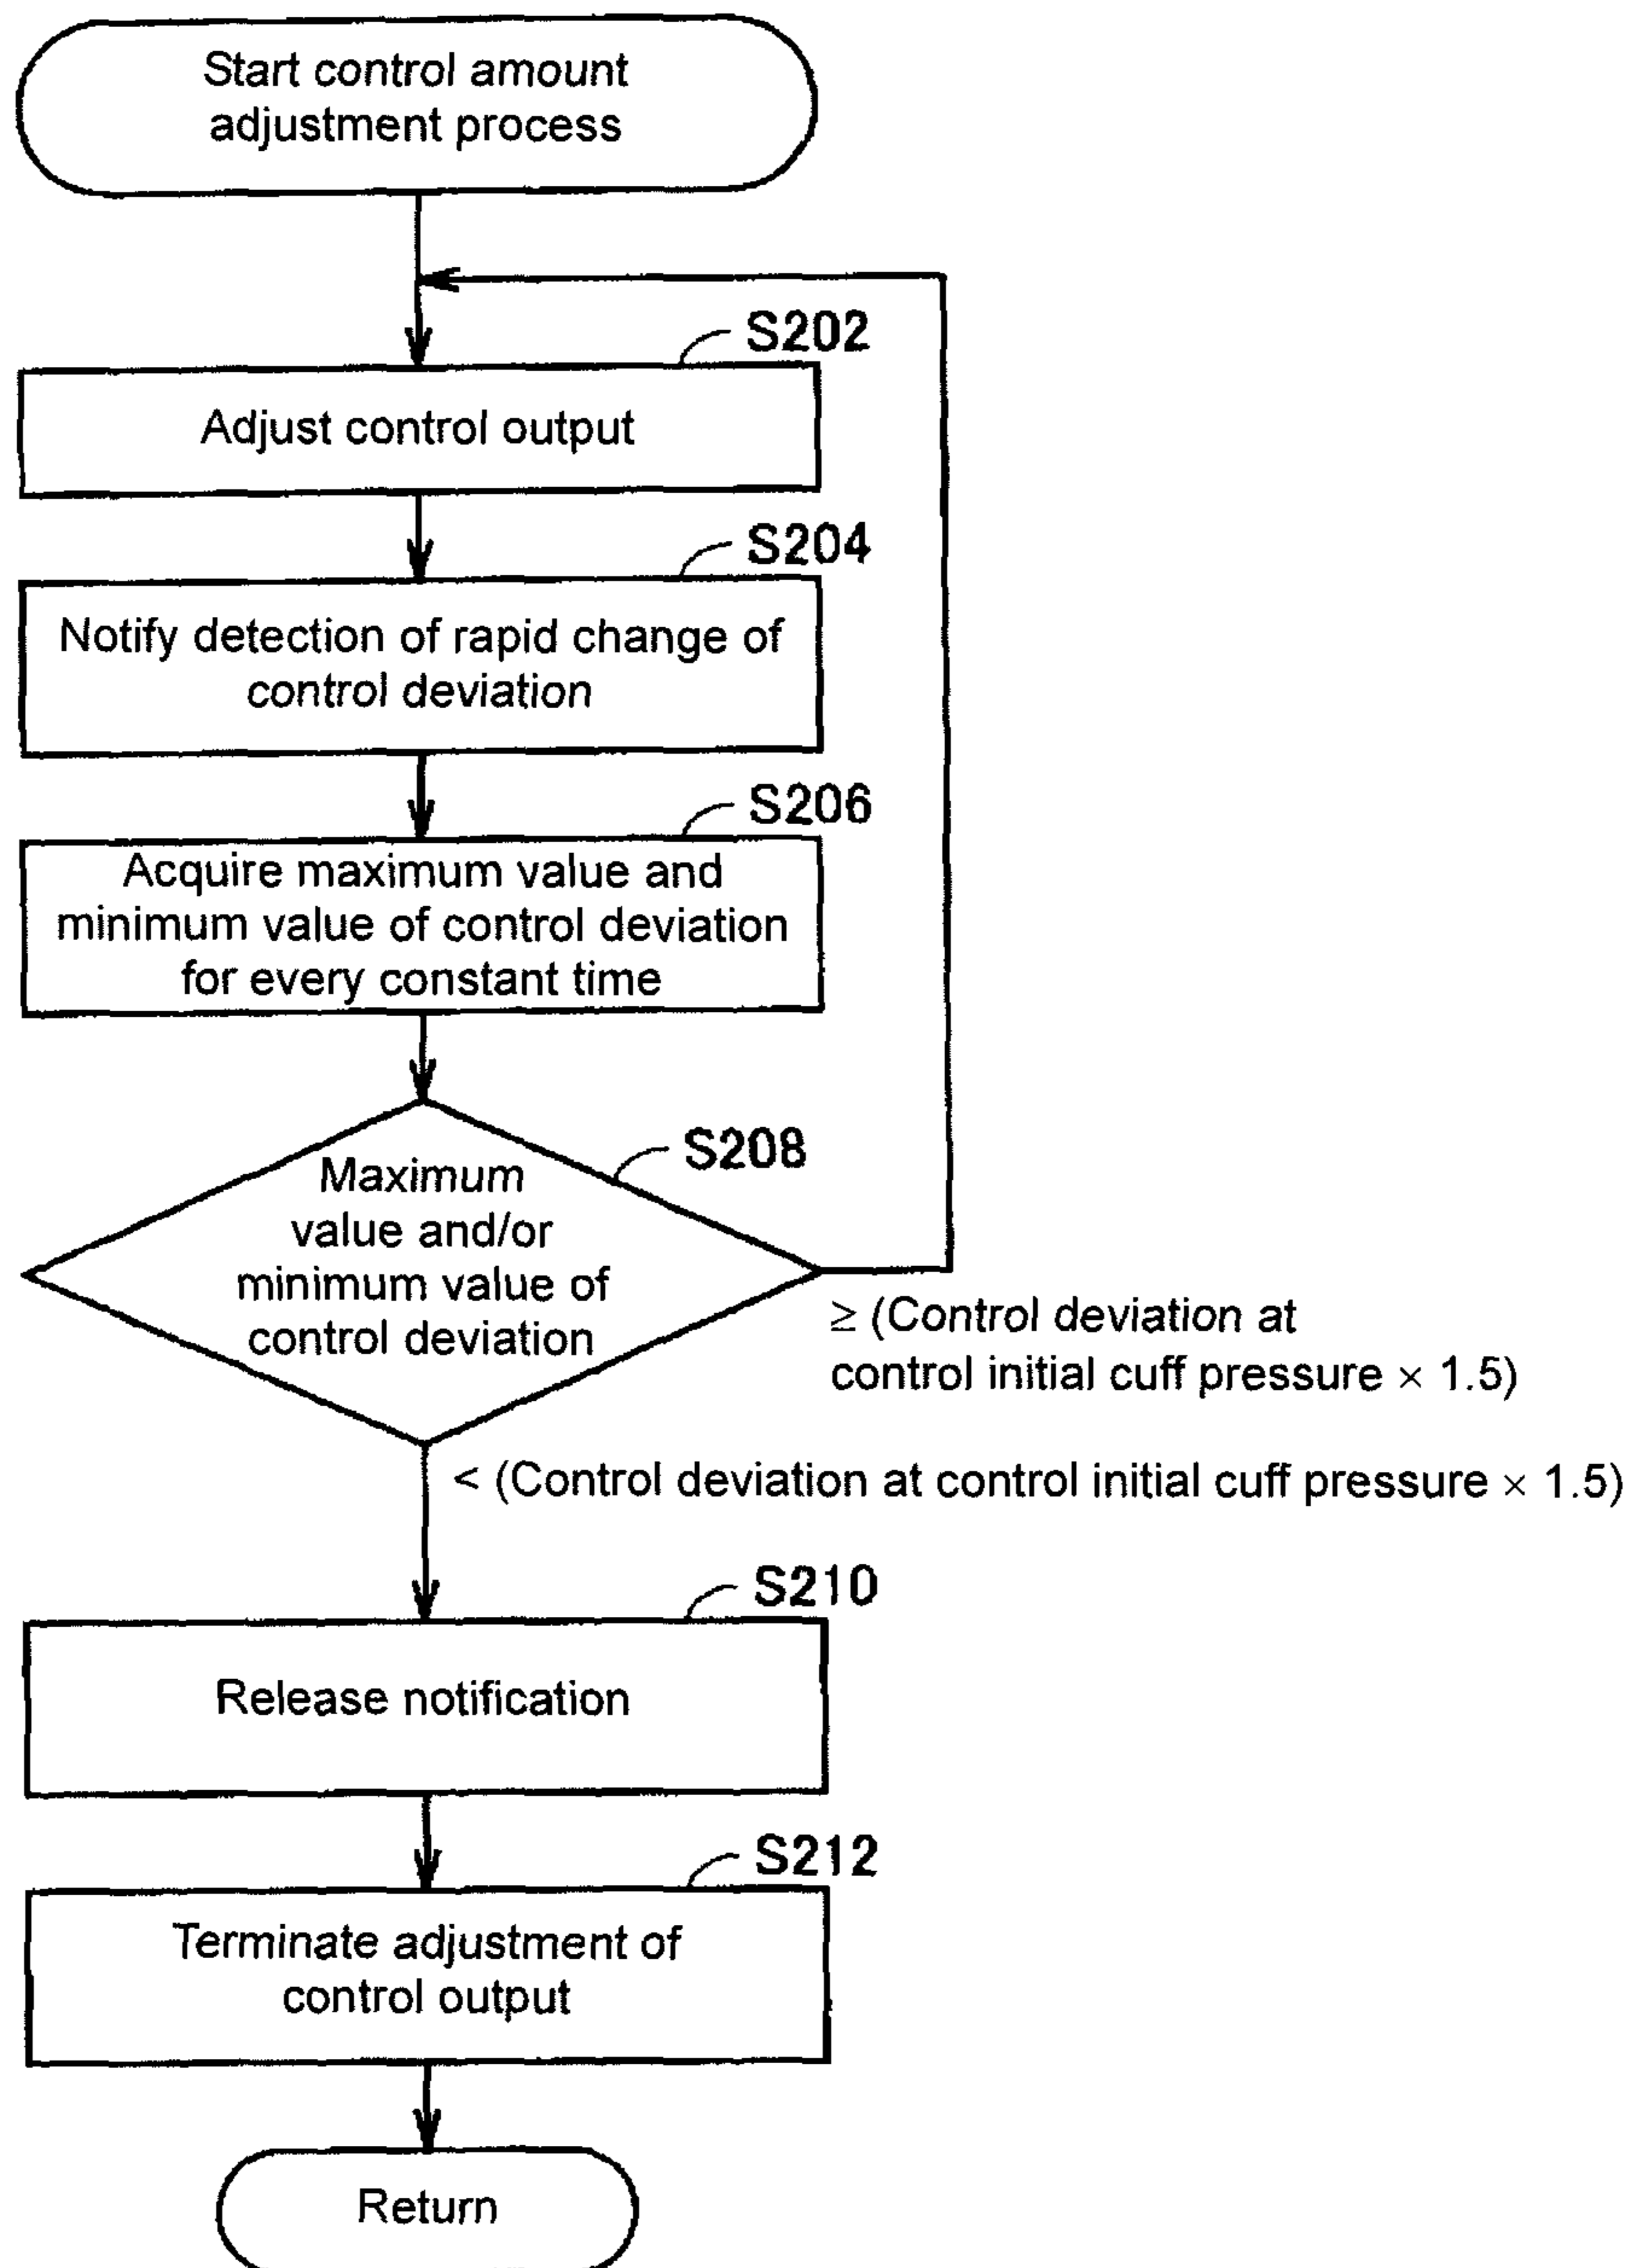 Start control amount
adjustment process
S202
Adjust control output
S204
Notify detection of rapid change of
control deviation
S206
Acquire maximum value and
minimum value of control deviation
for every constant time
S208
Maximum
value and/or
minimum value of
control deviation
≥ (Control deviation at
control initial cuff pressure × 1.5)
< (Control deviation at control initial cuff pressure × 1.5)
S210
Release notification
S212
Terminate adjustment of
control output
Return